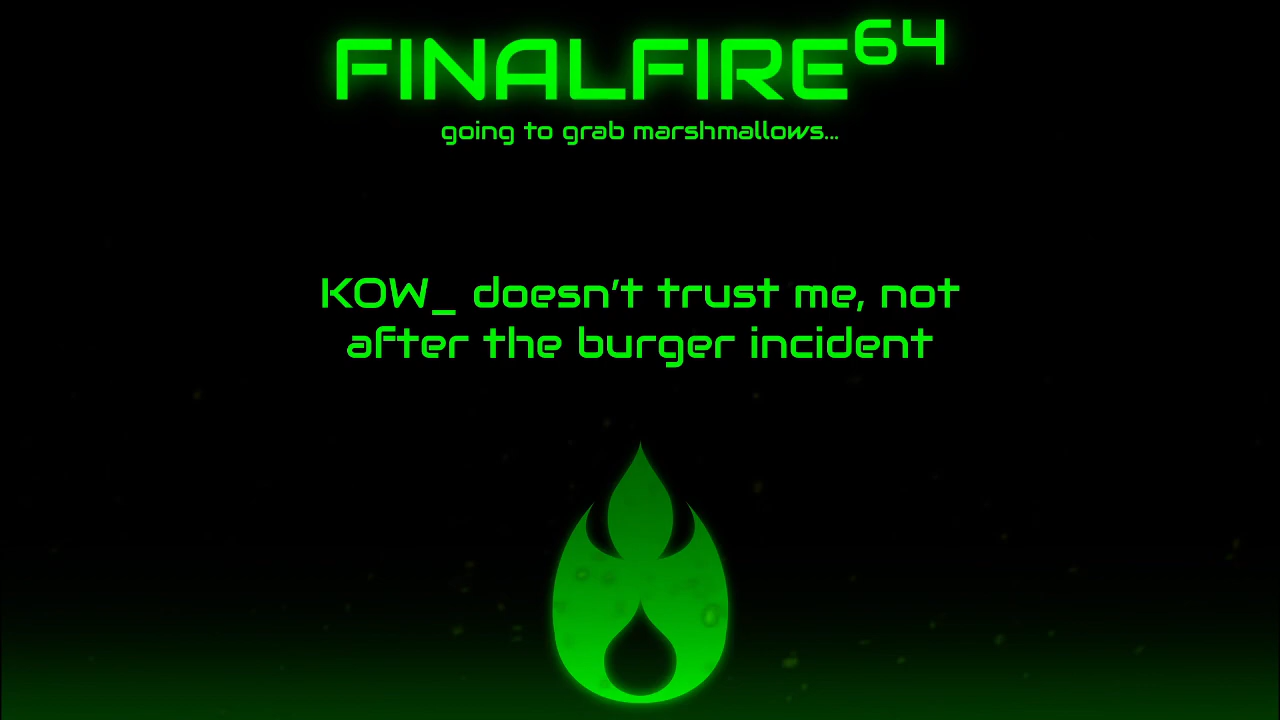 FINALFIRE64
going to grab marshmallows...
KOW_ doesn't trust me, not
after the burger incident